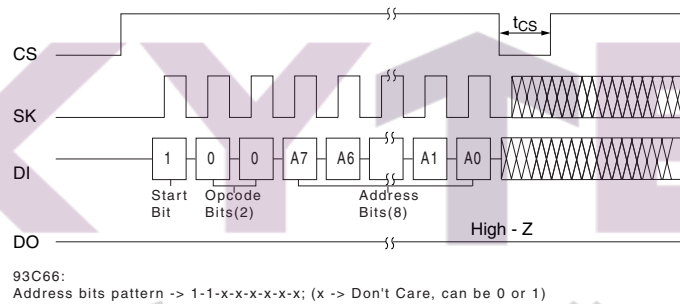 tCS
CS
SK
DI
1 0 0 A7 A6 A1 A0
Start Bit
Opcode Bits(2)
Address Bits(8)
High - Z
DO
93C66:
Address bits pattern -> 1-1-x-x-x-x-x-x; (x -> Don't Care, can be 0 or 1)